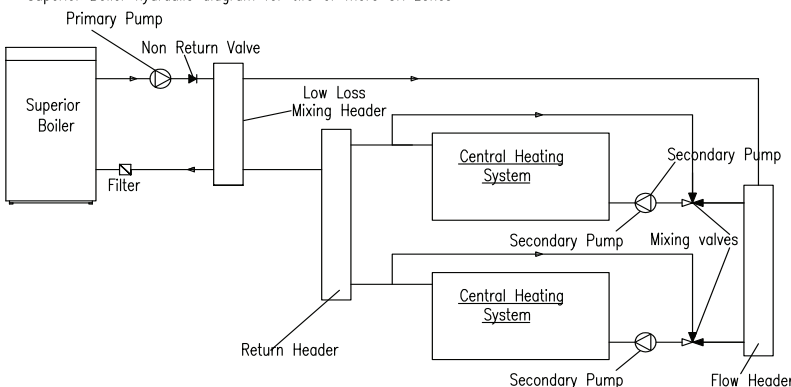 Superior Boiler hydraulic diagram for two or more CH zones
Primary Pump
Non Return Valve
Superior
Boiler
Low Loss
Mixing Header
Filter
Central Heating
System
Secondary Pump
Secondary Pump
Mixing valves
Central Heating
System
Return Header
Secondary Pump
Flow Header